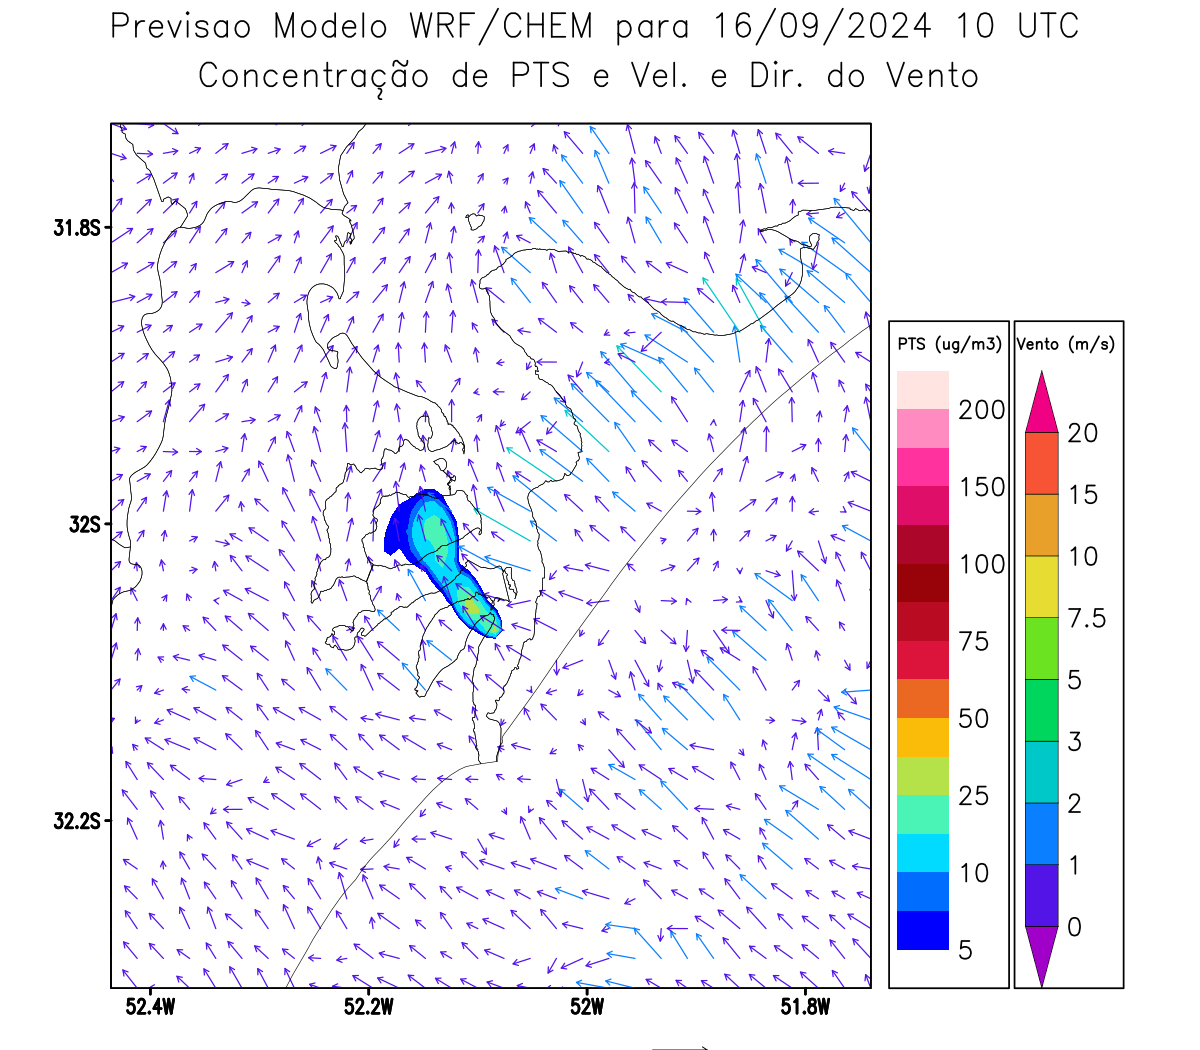 Previsao Modelo WRF/CHEM para 16/09/2024 10 UTC
Concentração de PTS e Vel. e Dir. do Vento
31.8S
32S
32.2S
52.4W 52.2W 52W 51.8W
PTS (ug/m3)
200
150
100
75
50
25
10
5
Vento (m/s)
20
15
10
7.5
5
3
2
1
0